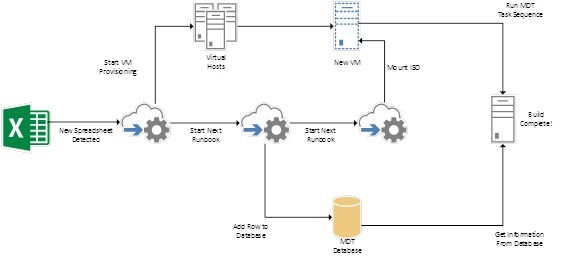 Run MDT
Task Sequence
Start VM
Provisioning
Virtual
Hosts
New VM
Mount ISO
X
New Spreadsheet
Detected
Start Next
Runbook
Start Next
Runbook
Build
Complete!
Add Row to
Database
MDT
Database
Get Information
From Database